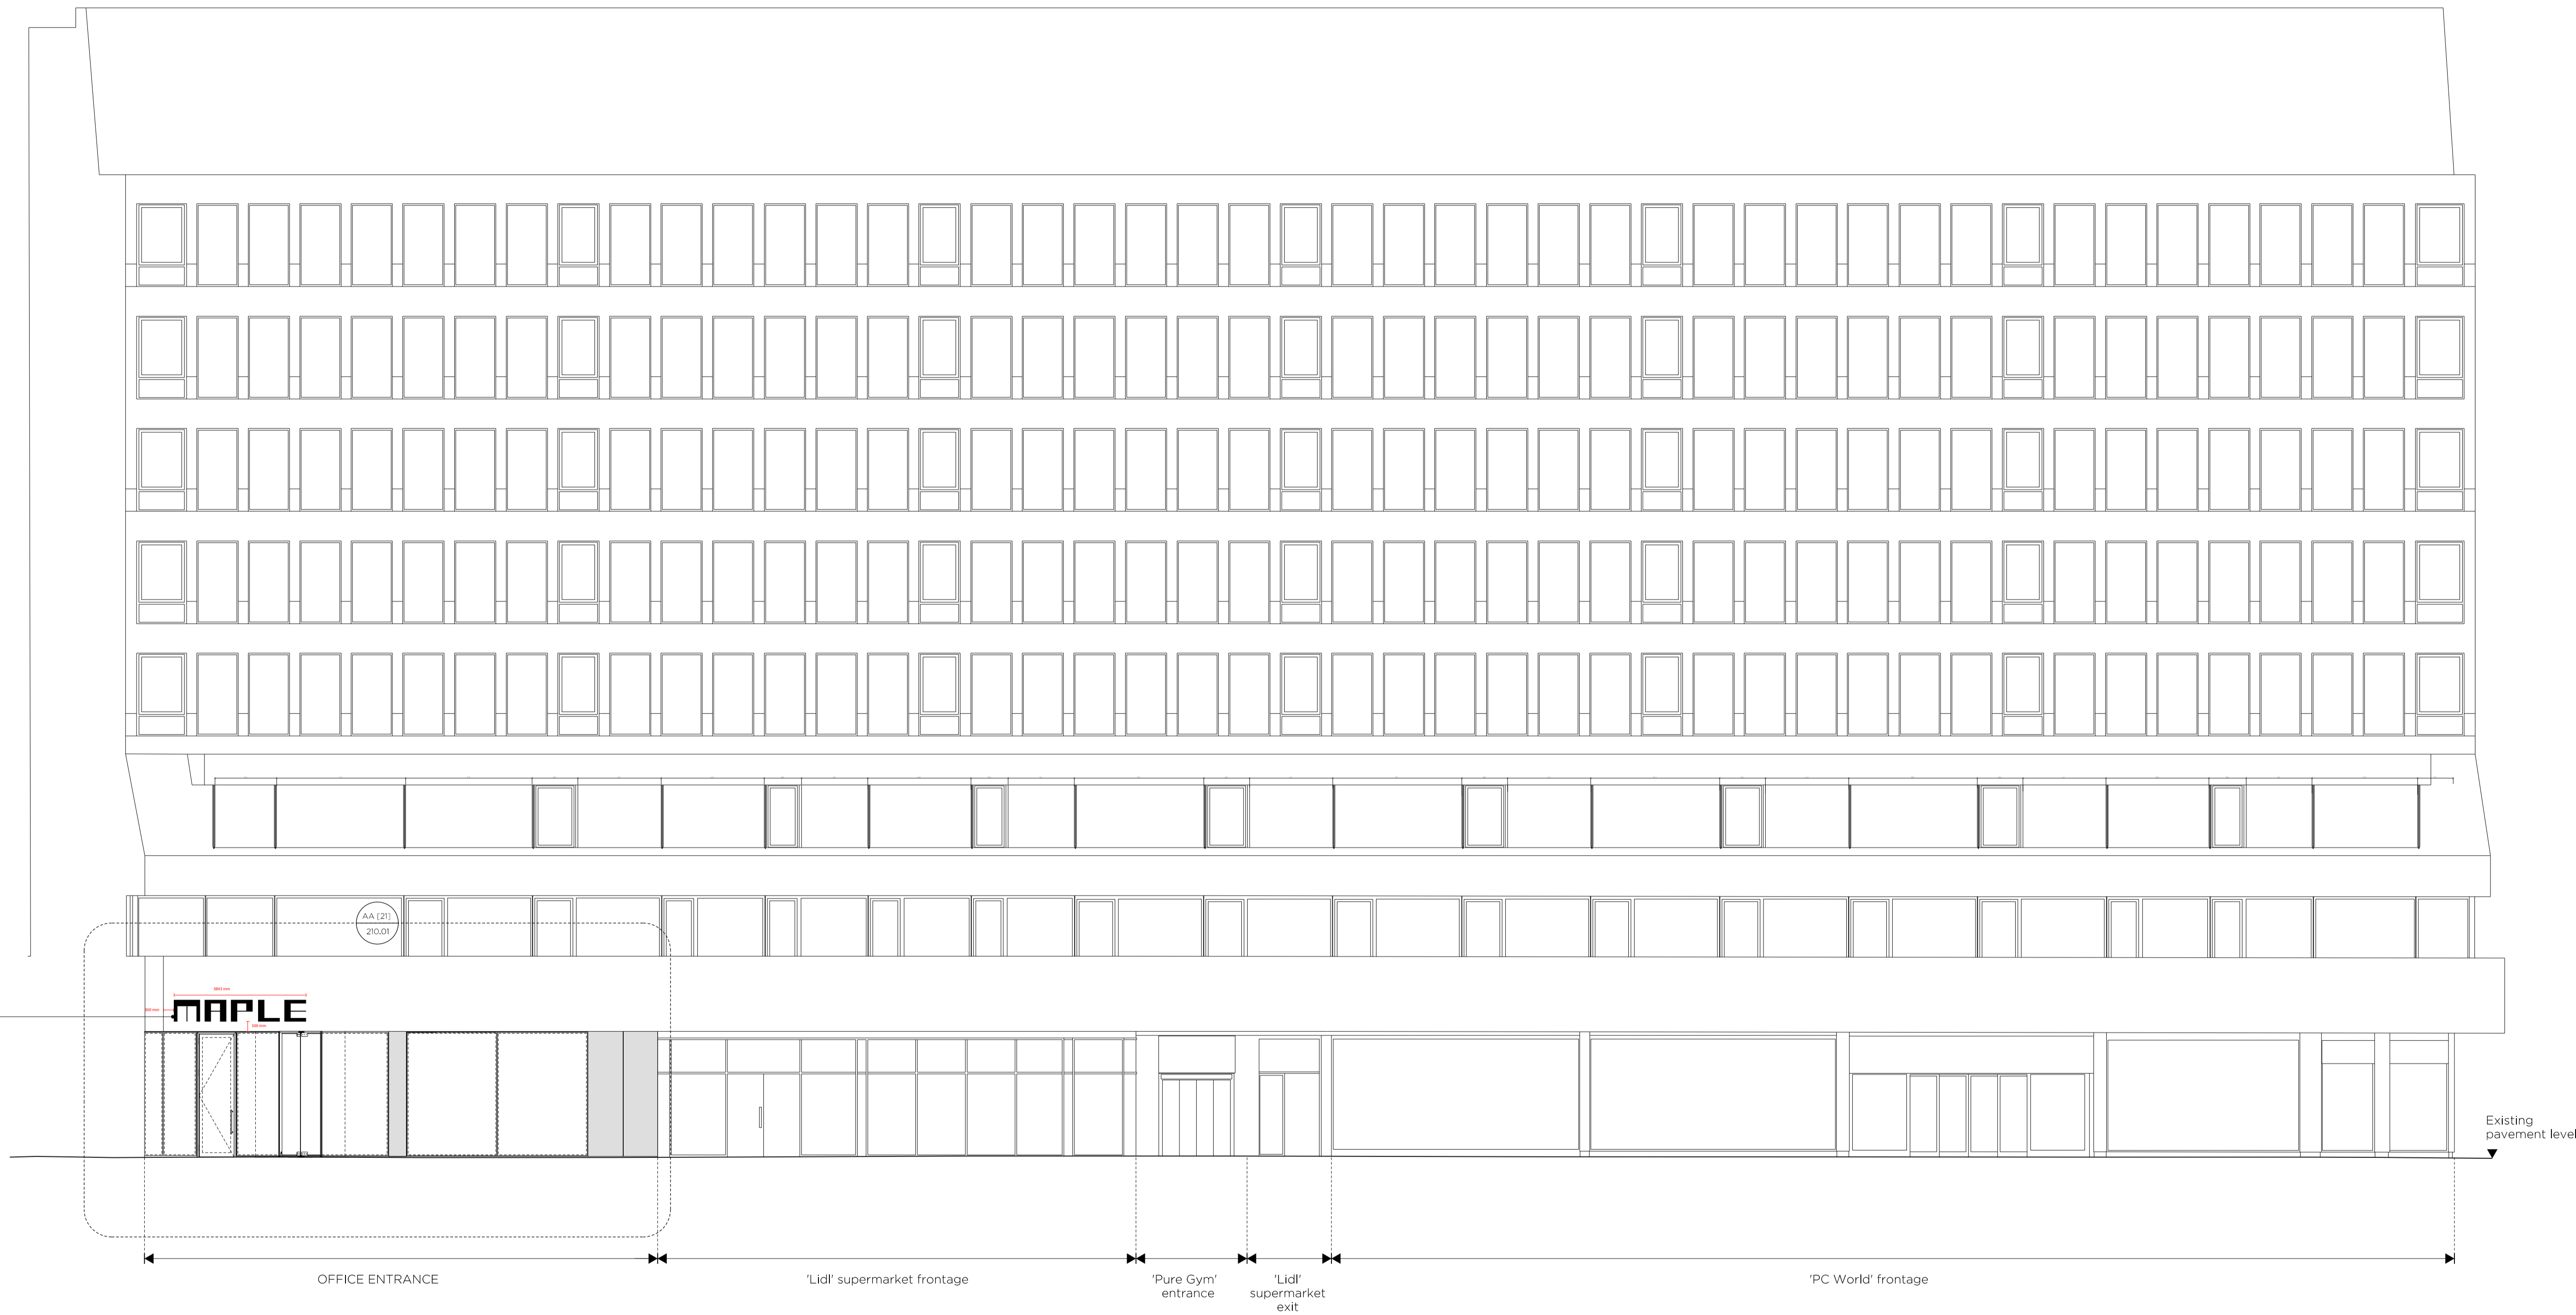 AA [21]
210.01
MAPLE
Existing
pavement level
OFFICE ENTRANCE
'Lidl' supermarket frontage
'Pure Gym'
entrance
'Lidl'
supermarket
exit
'PC World' frontage